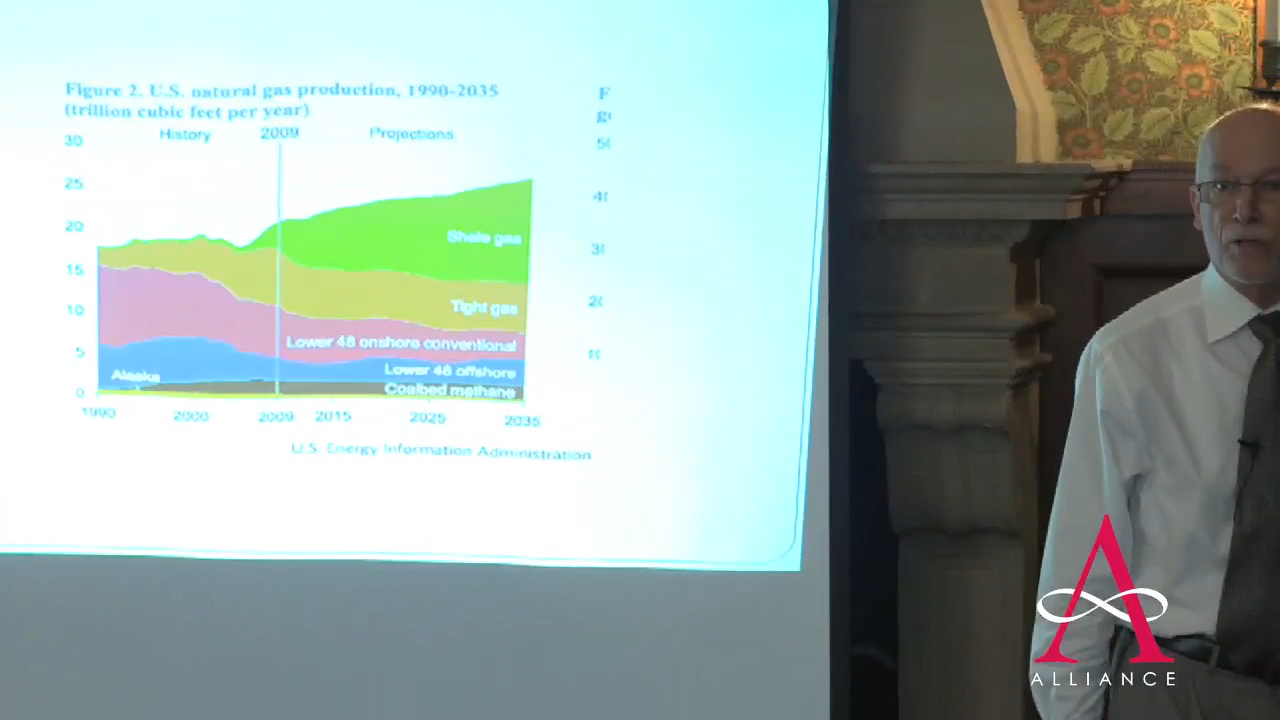 Figure 2. U.S. natural gas production, 1990-2035
(trillion cubic feet per year)
History 2009 Projections
30
25
20
15
10
5
0
Shale gas
Tight gas
Lower 48 onshore conventional
Lower 48 offshore
Coalbed methane
Alaska
1990 2000 2009 2015 2025 2035
U.S. Energy Information Administration
F
ALLIANCE